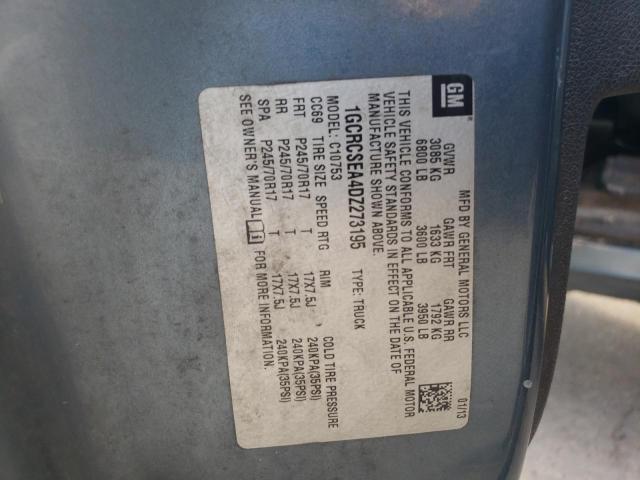 GM
MFD BY GENERAL MOTORS LLC 01/13
GVWR GAWR FRT GAWR RR
3085 KG 1633 KG 1792 KG
6800 LB 3600 LB 3950 LB
THIS VEHICLE CONFORMS TO ALL APPLICABLE U.S. FEDERAL MOTOR
VEHICLE SAFETY STANDARDS IN EFFECT ON THE DATE OF
MANUFACTURE SHOWN ABOVE.
1GCRCSEA4DZ273195 TYPE: TRUCK
MODEL: C10753
CC69 TIRE SIZE SPEED RTG RIM COLD TIRE PRESSURE
FRT P245/70R17 T 17X7.5J 240KPA(35PSI)
RR P245/70R17 T 17X7.5J 240KPA(35PSI)
SPA P245/70R17 T 17X7.5J 240KPA(35PSI)
SEE OWNER'S MANUAL FOR MORE INFORMATION.